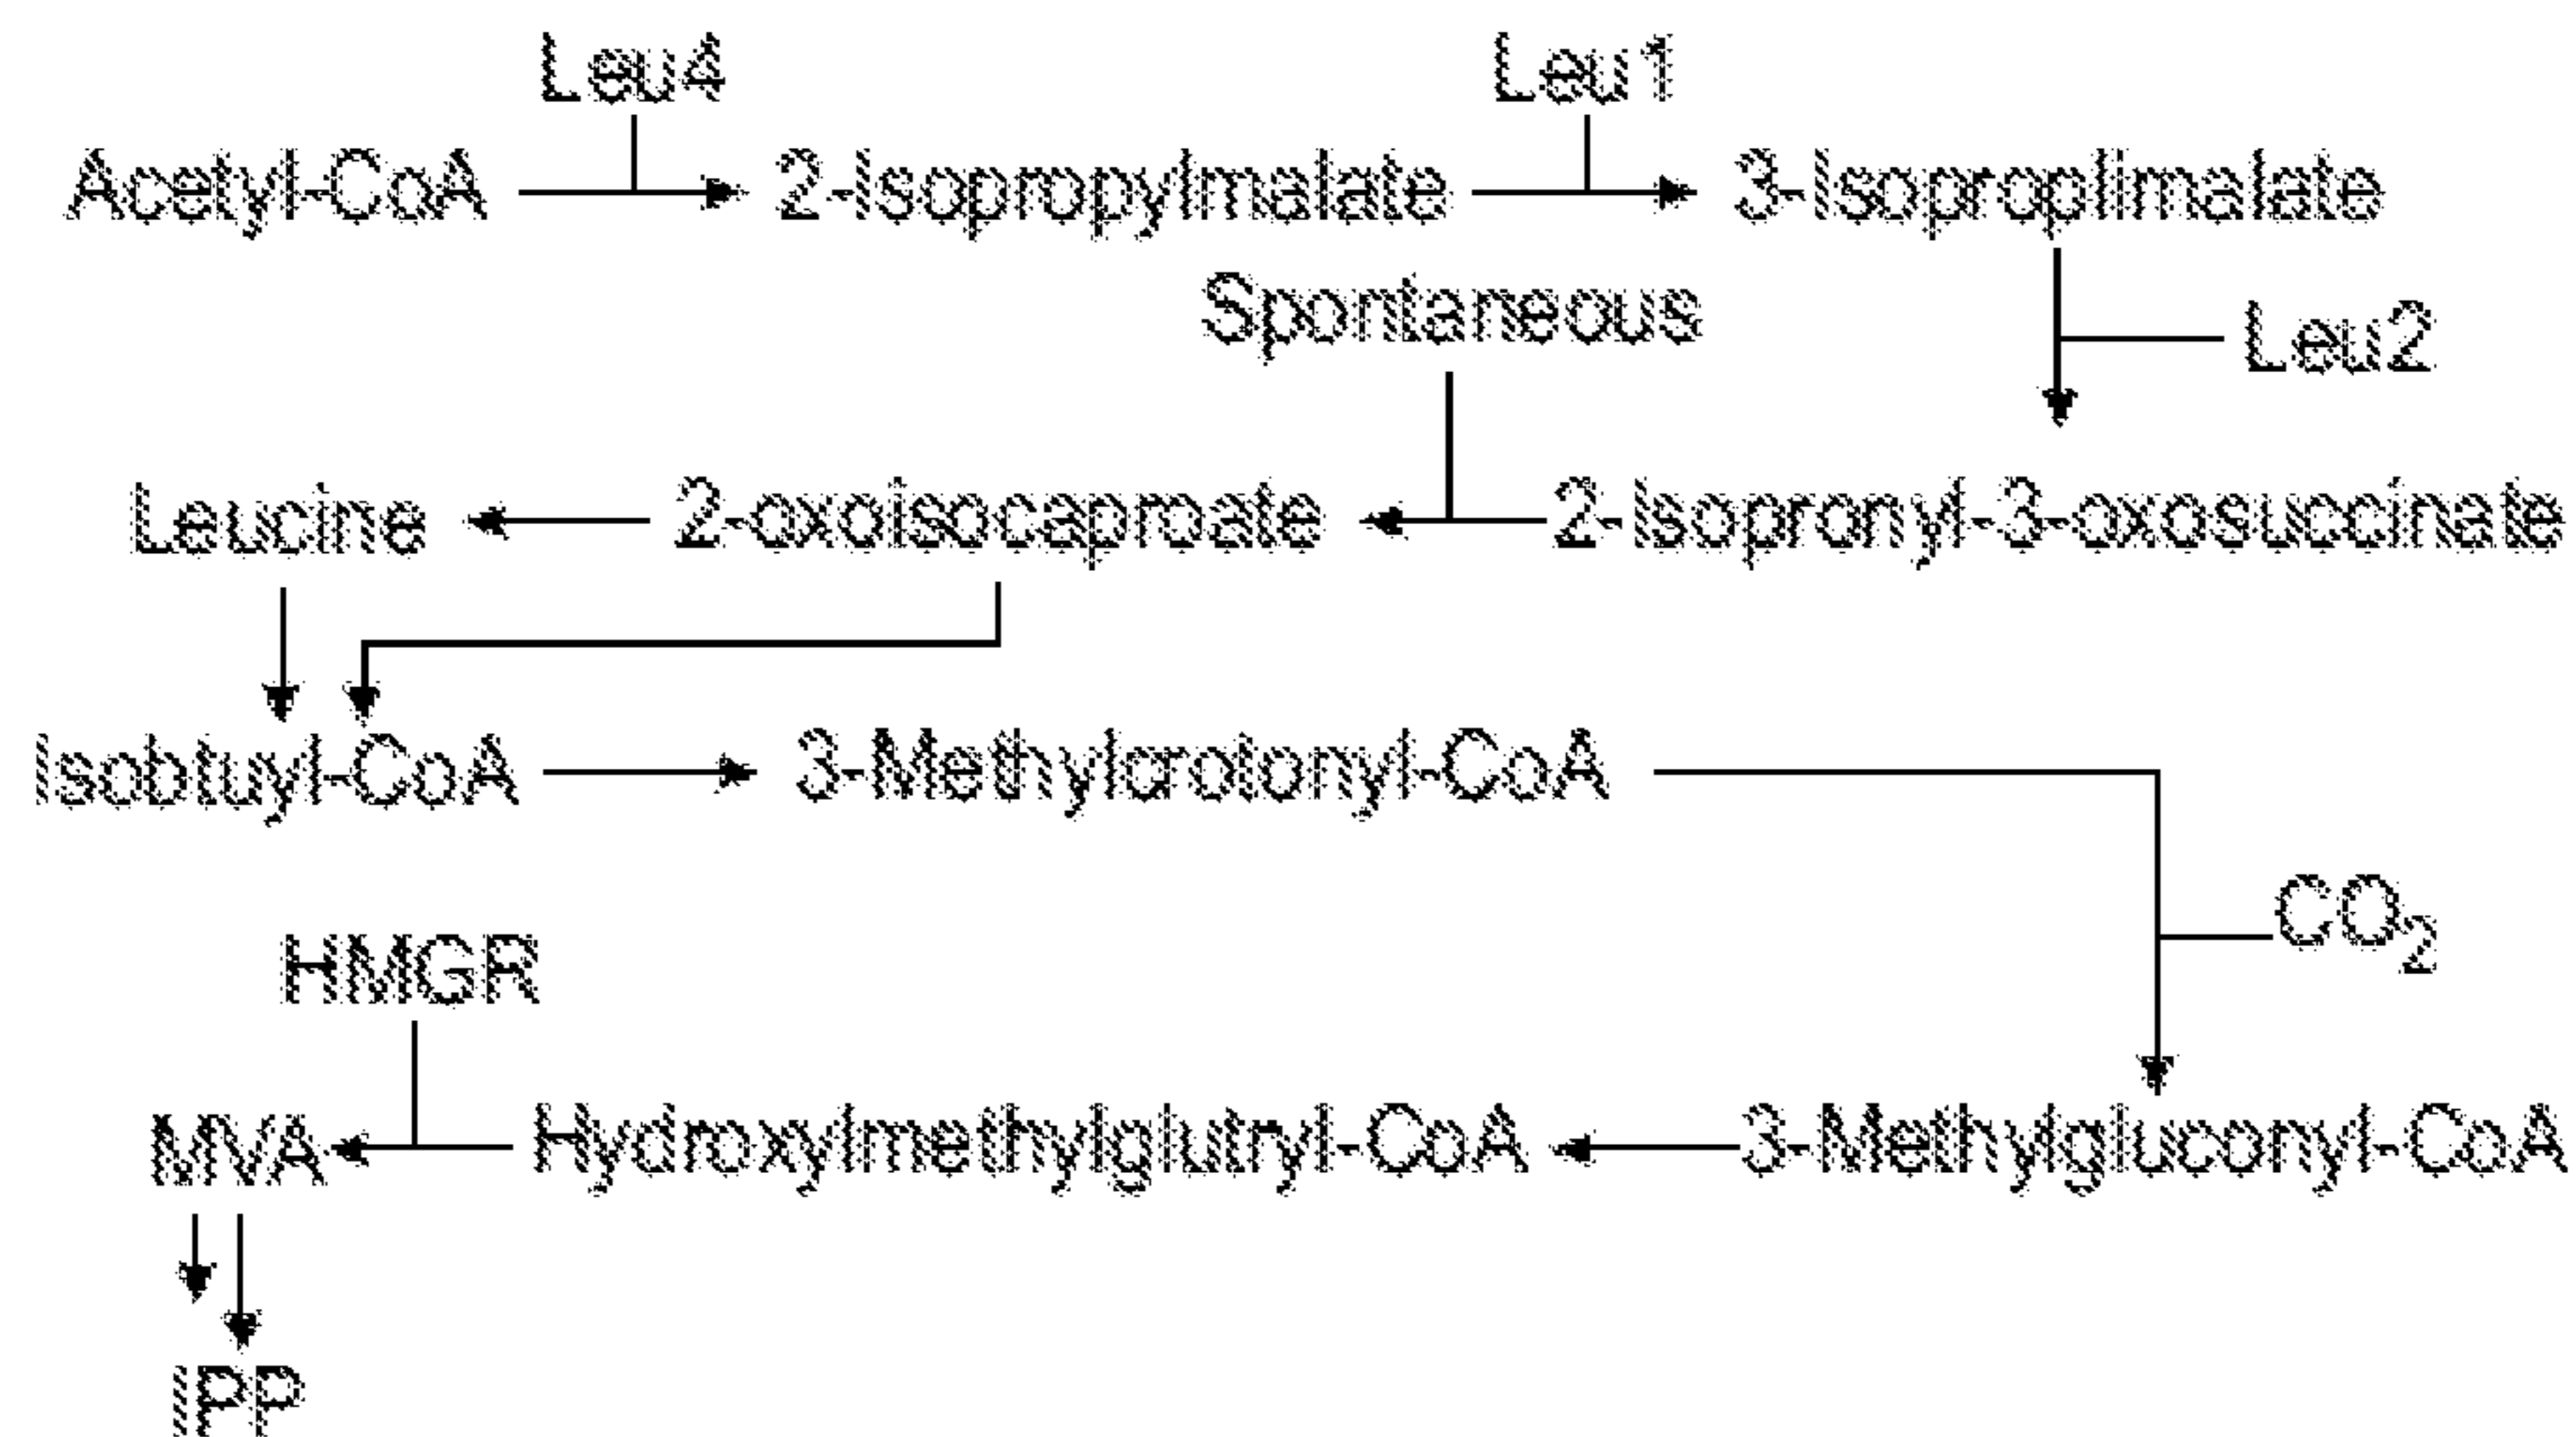 Leu4 Leu1
Acetyl-CoA 2-Isopropylmalate 3-Isoproplimalate
Spontaneous Leu2
Leucine 2-oxoisocaproate 2-Isopronyl-3-oxosuccinate
Isobtuyl-CoA 3-Methylcrotonyl-CoA
CO2
HMGR
MVA Hydroxylmethylglutryl-CoA 3-Methylgluconyl-CoA
IPP